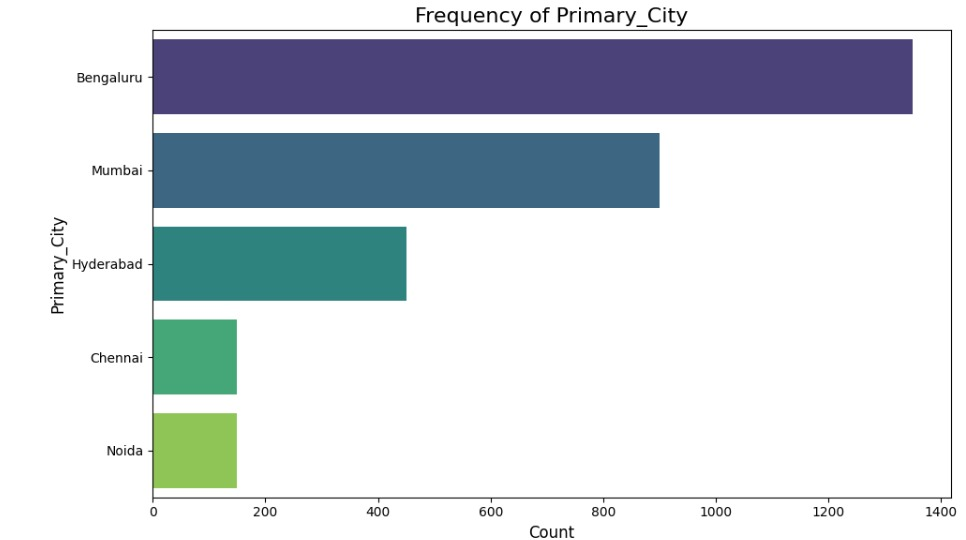 Frequency of Primary_City
Primary_City
Bengaluru
Mumbai
Hyderabad
Chennai
Noida
0 200 400 600 800 1000 1200 1400
Count